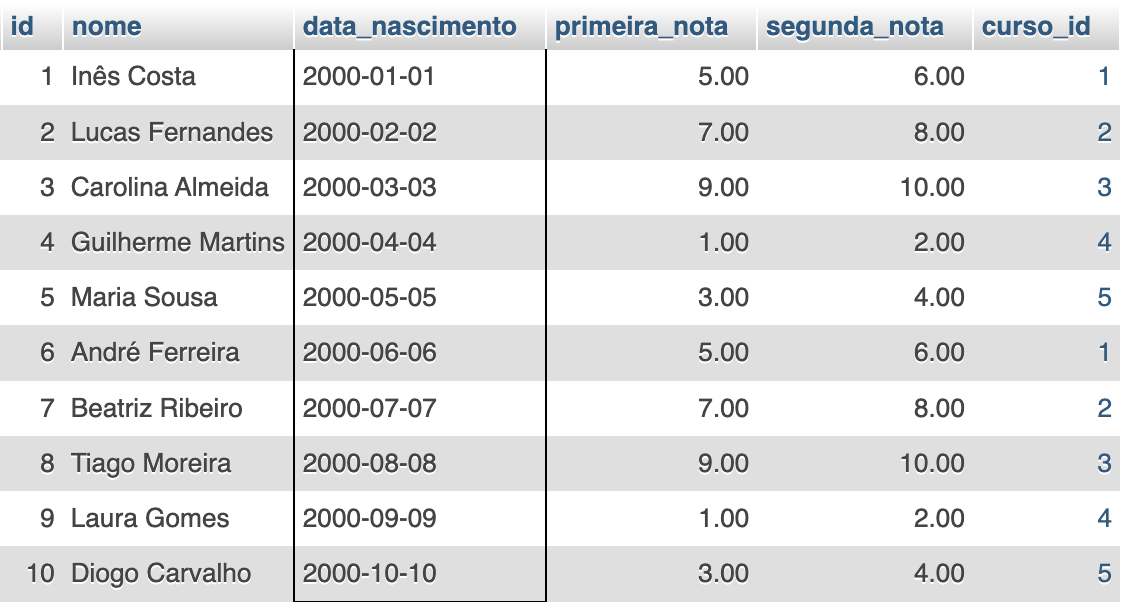 id nome data_nascimento primeira_nota segunda_nota curso_id
1 Inês Costa 2000-01-01 5.00 6.00 1
2 Lucas Fernandes 2000-02-02 7.00 8.00 2
3 Carolina Almeida 2000-03-03 9.00 10.00 3
4 Guilherme Martins 2000-04-04 1.00 2.00 4
5 Maria Sousa 2000-05-05 3.00 4.00 5
6 André Ferreira 2000-06-06 5.00 6.00 1
7 Beatriz Ribeiro 2000-07-07 7.00 8.00 2
8 Tiago Moreira 2000-08-08 9.00 10.00 3
9 Laura Gomes 2000-09-09 1.00 2.00 4
10 Diogo Carvalho 2000-10-10 3.00 4.00 5